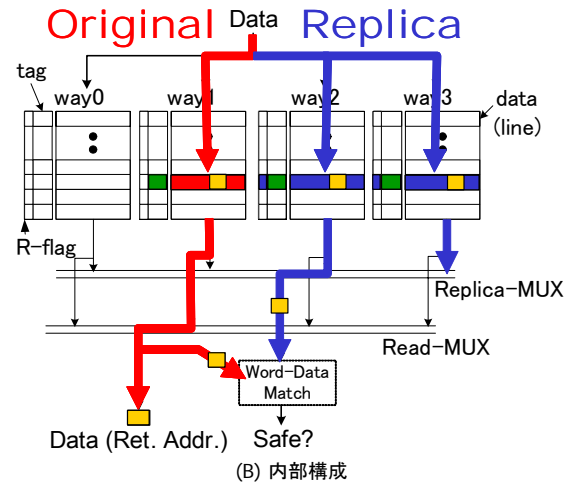 Original Data Replica
tag
way0 way1 way2 way3 data
(line)
R-flag
Replica-MUX
Read-MUX
Word-Data
Match
Data (Ret. Addr.) Safe?
(B) 内部構成